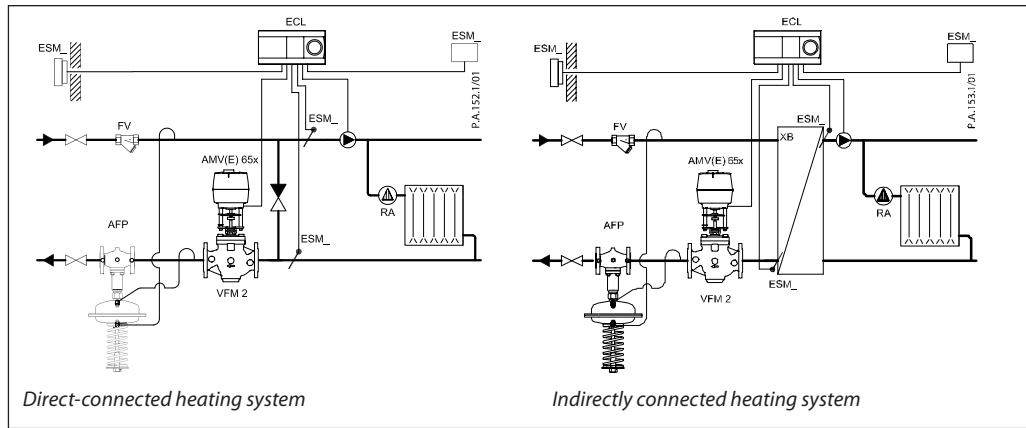 ECL
ESM_
ESM_
P.A.152.1/01
FV
ESM_
AMV(E) 65x
RA
AFP
ESM_
VFM 2
Direct-connected heating system
ECL
ESM_
ESM_
P.A.153.1/01
FV
ESM_
XB
AMV(E) 65x
RA
AFP
ESM_
VFM 2
Indirectly connected heating system